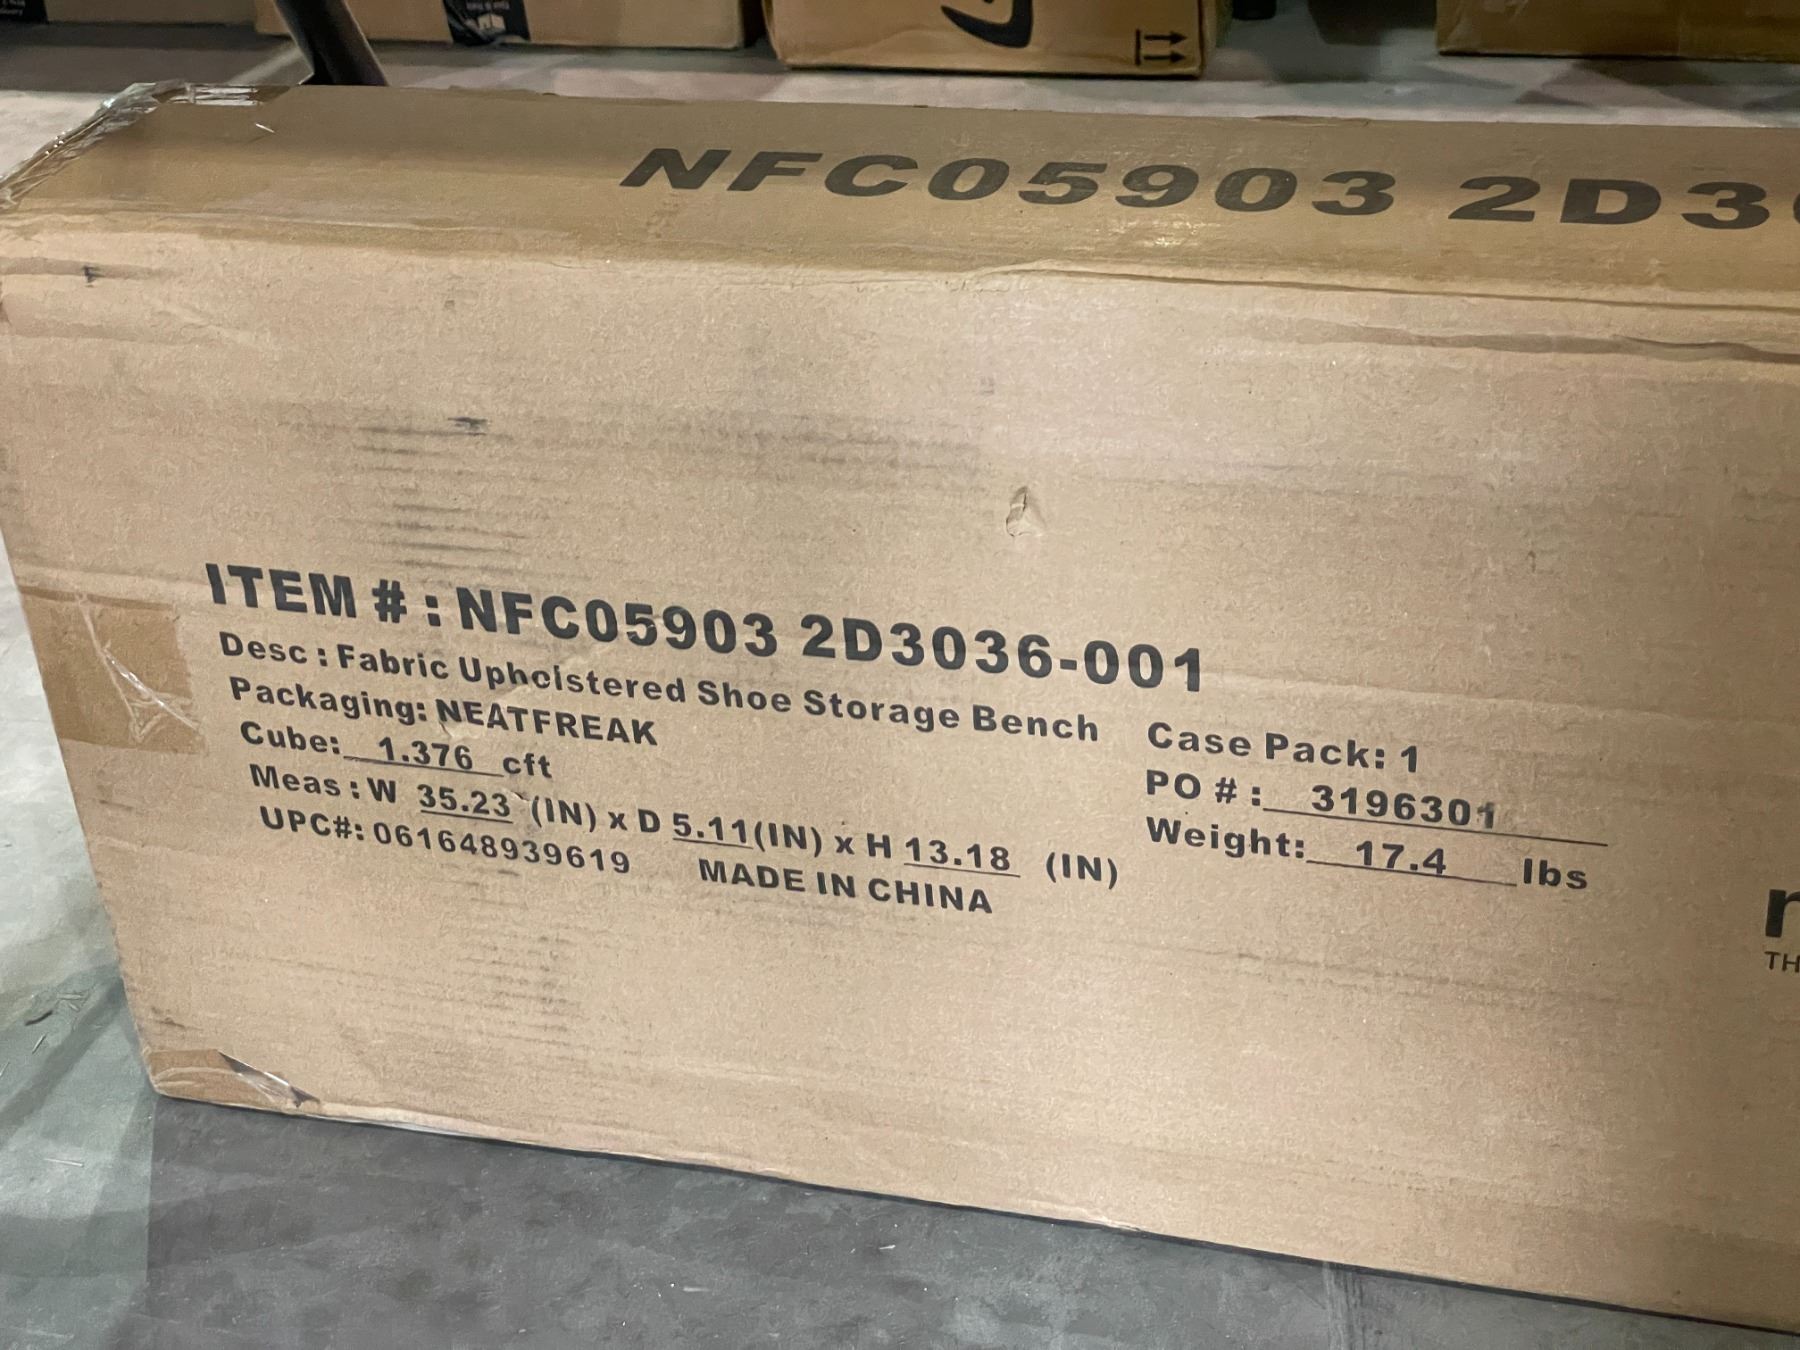 NFC05903 2D3
ITEM # : NFC05903 2D3036-001
Desc : Fabric Upholstered Shoe Storage Bench
Packaging: NEATFREAK
Cube: 1.376 cft
Meas : W 35.23 (IN) x D 5.11(IN) x H 13.18 (IN)
UPC#: 061648939619 MADE IN CHINA
Case Pack: 1
PO # : 3196301
Weight: 17.4 lbs
TH